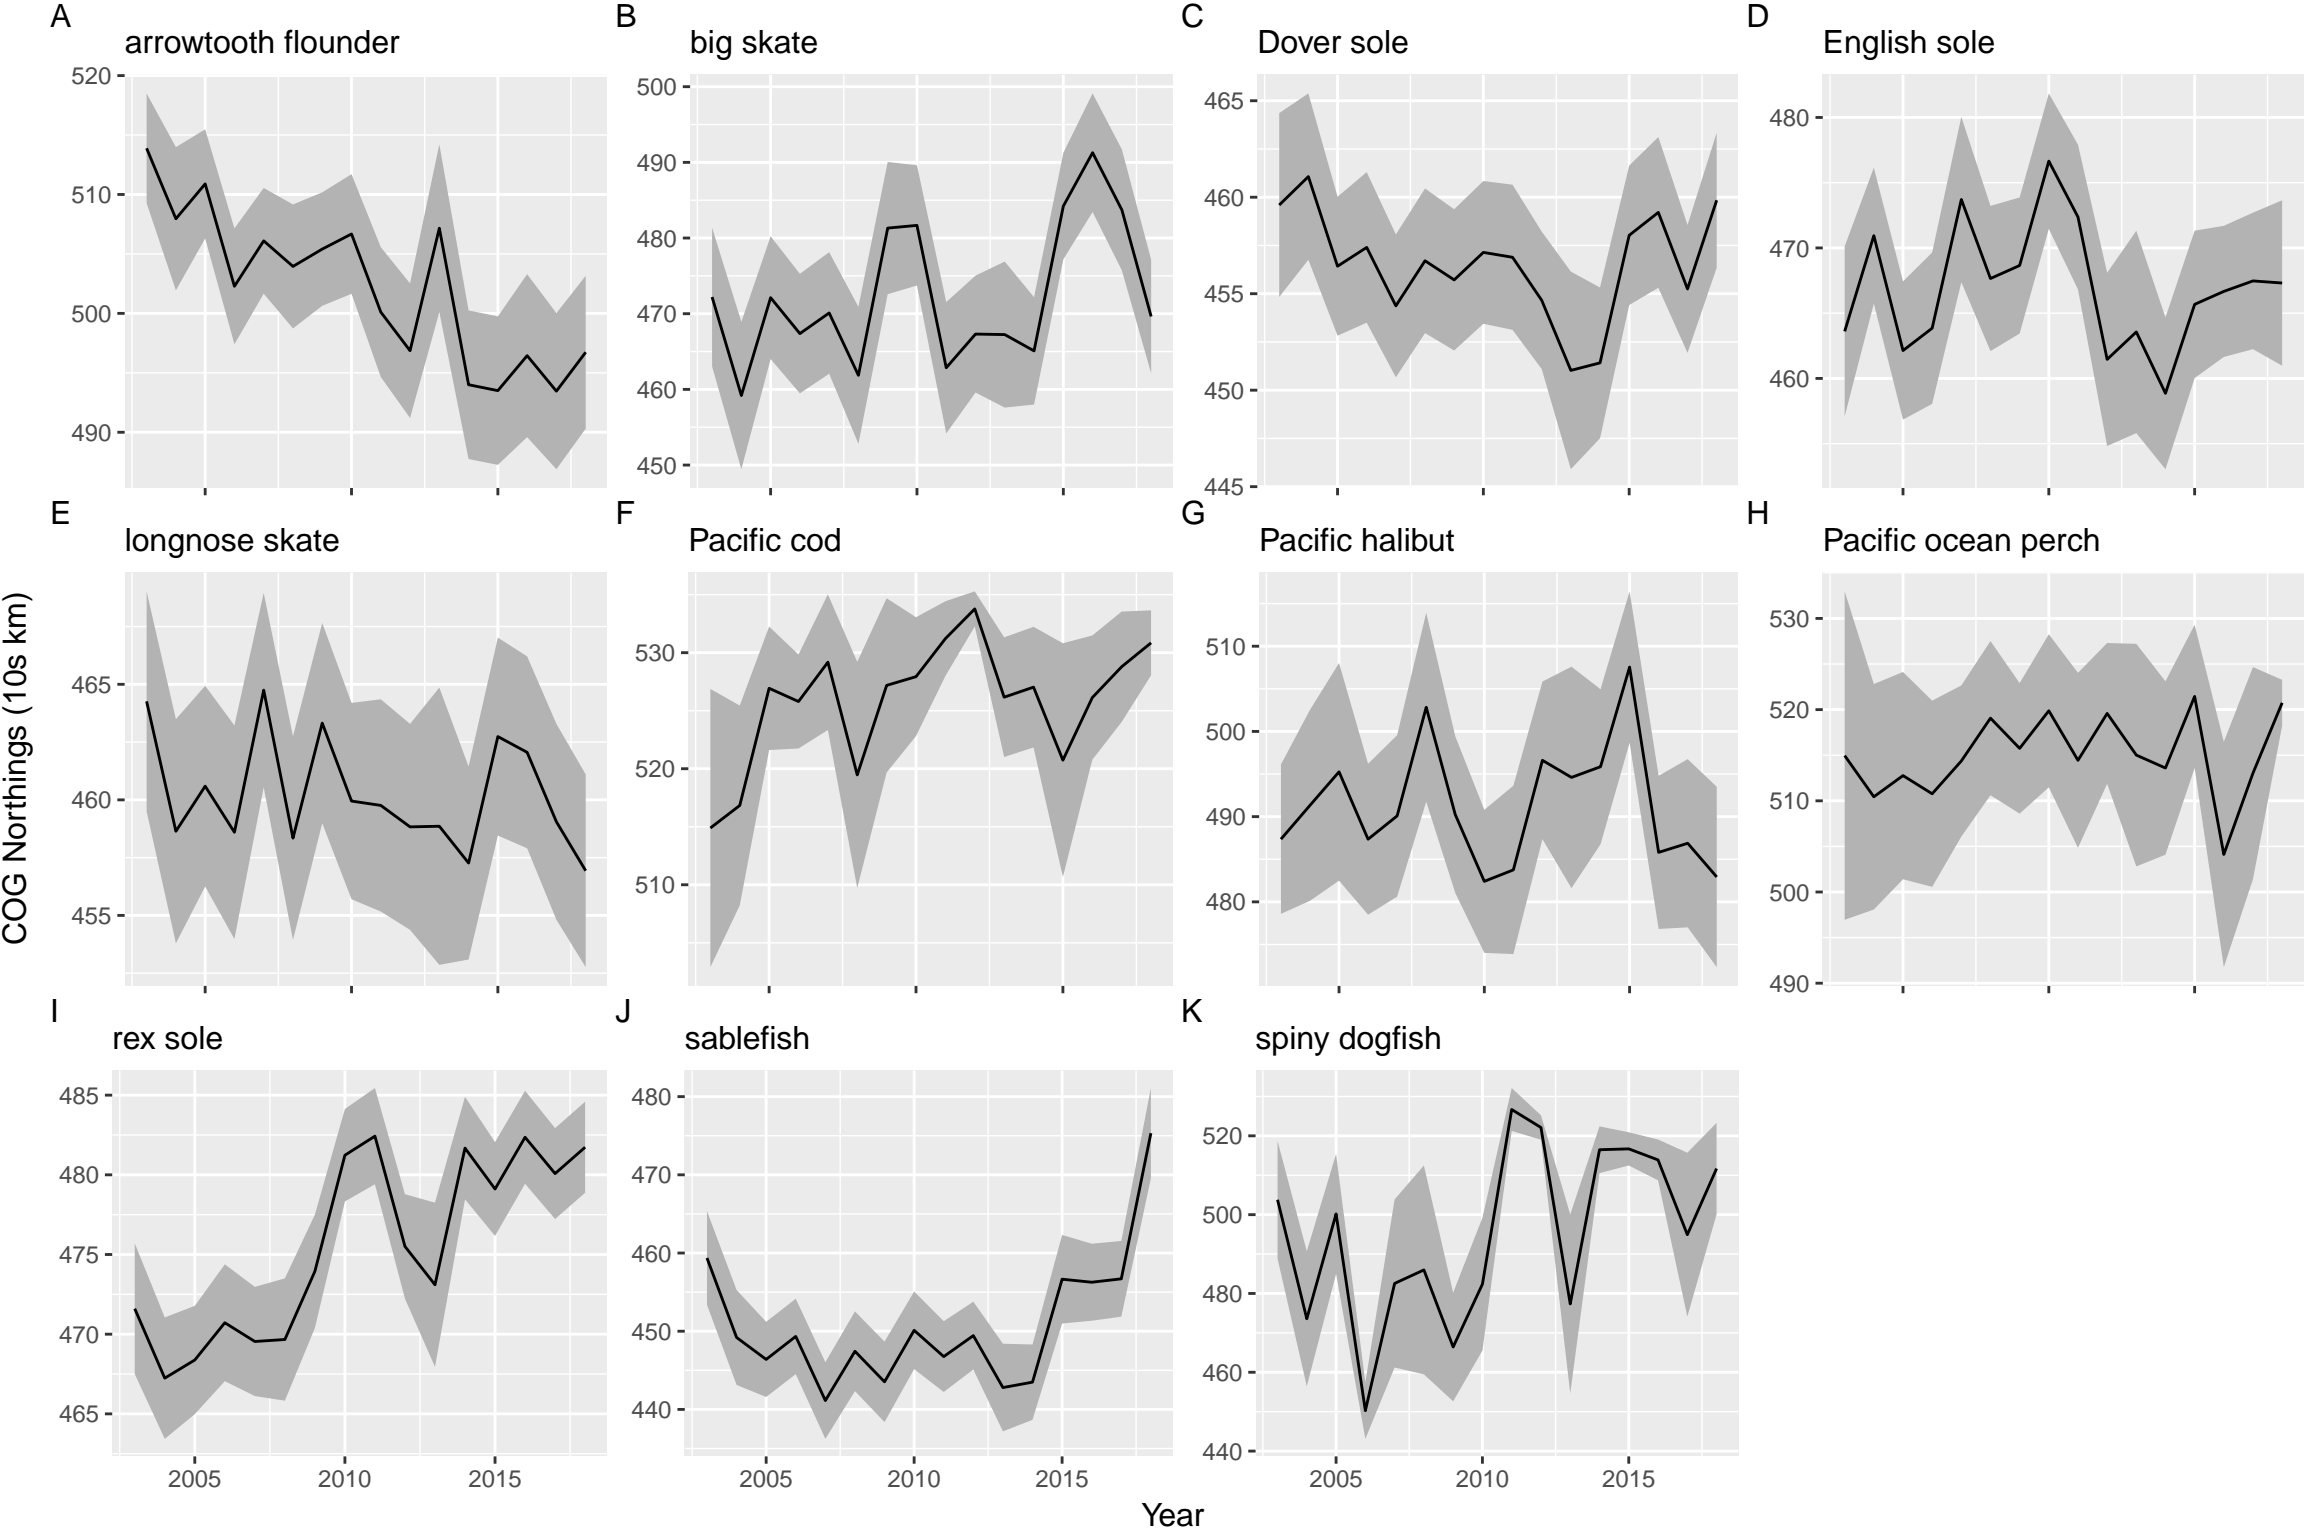 A
arrowtooth flounder
520
510
500
490
B
big skate
500
490
480
470
460
450
C
Dover sole
465
460
455
450
445
D
English sole
480
470
460
COG Northings (10s km)
E
longnose skate
465
460
455
F
Pacific cod
530
520
510
G
Pacific halibut
510
500
490
480
H
Pacific ocean perch
530
520
510
500
490
I
rex sole
485
480
475
470
465
2005 2010 2015
J
sablefish
480
470
460
450
440
2005 2010 2015
K
spiny dogfish
520
500
480
460
440
2005 2010 2015
Year